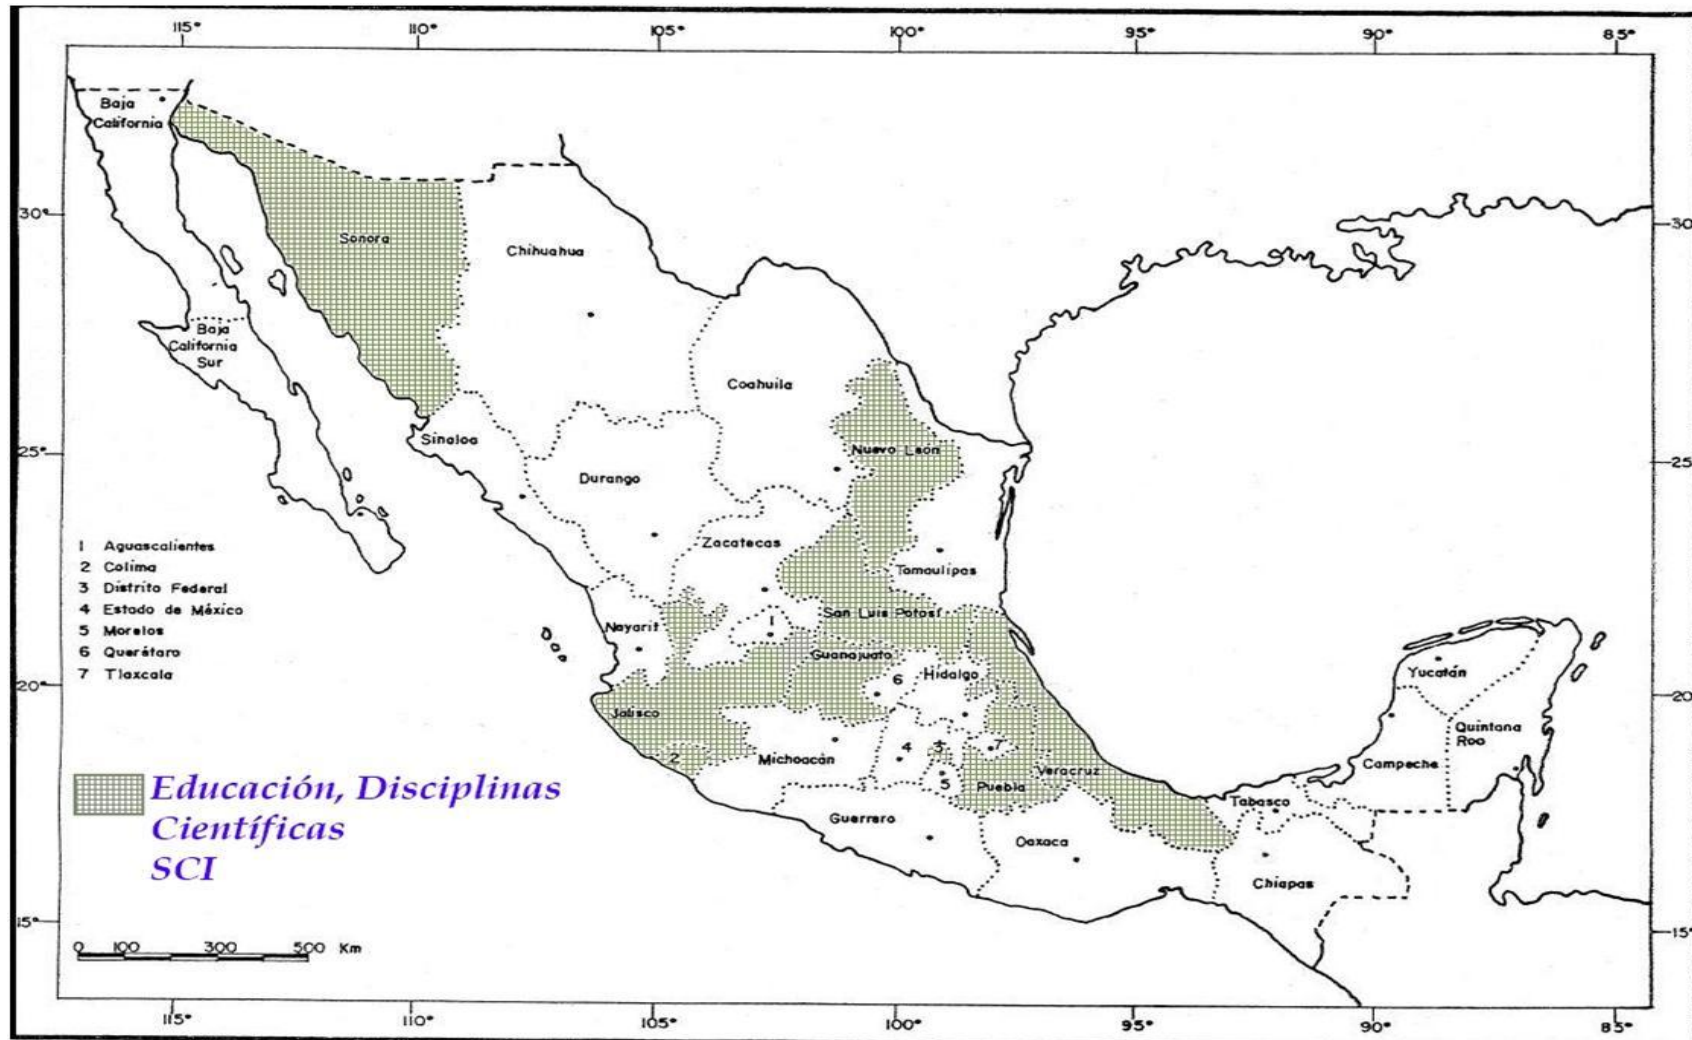 115° 110° 105° 100° 95° 90° 85°
Baja
California
30° 30°
Sonora
Chihuahua
Baja
California
Sur
Coahuila
Sinaloa
Nuevo León
25° 25°
Durango
Zacatecas
1 Aguascalientes
2 Colima
3 Distrito Federal
4 Estado de México
5 Morelos
6 Querétaro
7 Tlaxcala
Tamaulipas
San Luis Potosí
Nayarit
1
Guanajuato
Hidalgo
6
Yucatán
20° 20°
Jalisco
Quintana
Roo
2
Michoacán
4
3
7
Campeche
Veracruz
5
Puebla
Tabasco
Guerrero
Oaxaca
Chiapas
Educación, Disciplinas
Científicas
SCI
15° 15°
0 100 300 500 Km
115° 110° 105° 100° 95° 90° 85°